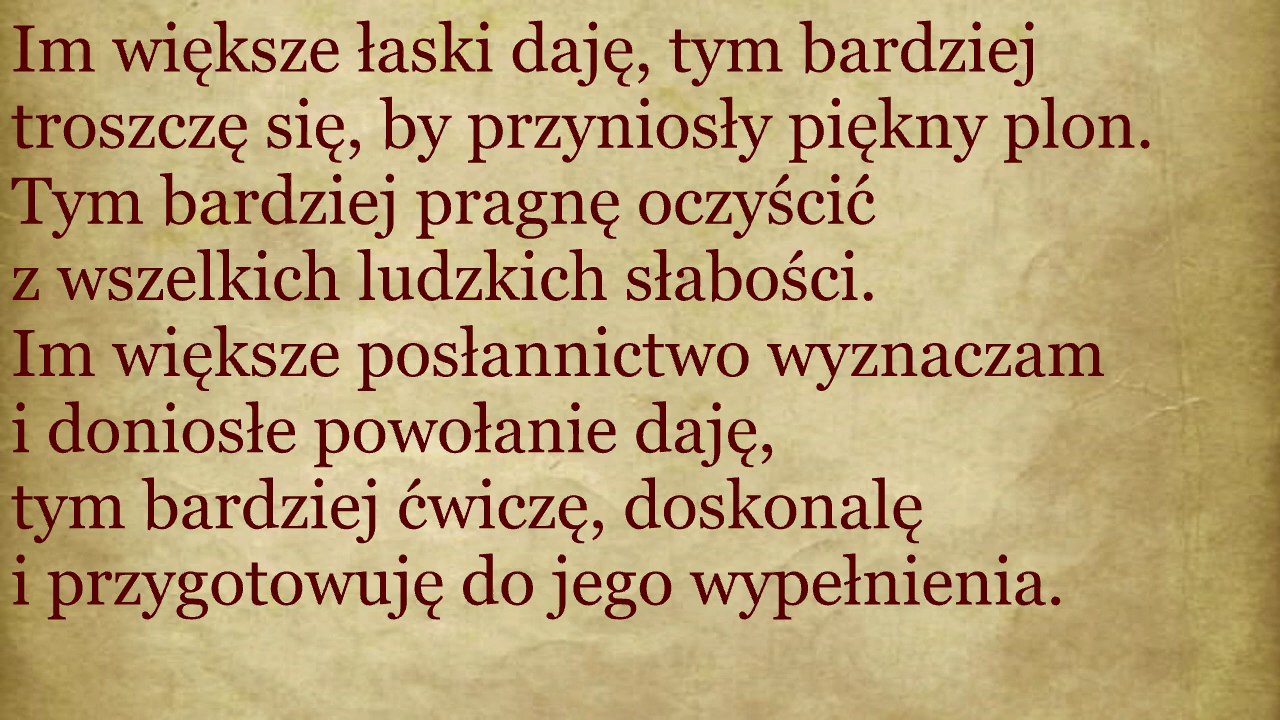 Im większe łaski daję, tym bardziej
troszczę się, by przyniosły piękny plon.
Tym bardziej pragnę oczyścić
z wszelkich ludzkich słabości.
Im większe posłannictwo wyznaczam
i doniosłe powołanie daję,
tym bardziej ćwiczę, doskonalę
i przygotowuję do jego wypełnienia.